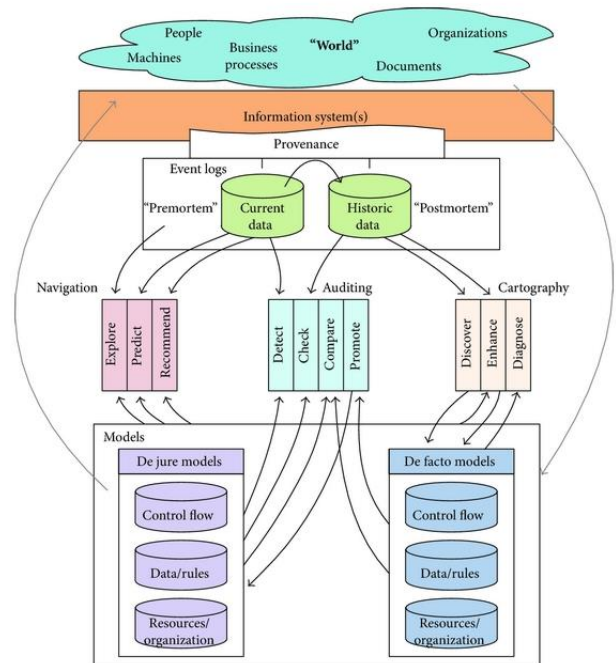 People
"World"
Organizations
Machines
Business
processes
Documents
Information system(s)
Provenance
Event logs
"Premortem"
Current
data
Historic
data
"Postmortem"
Navigation
Auditing
Cartography
Explore
Predict
Recommend
Detect
Check
Compare
Promote
Discover
Enhance
Diagnose
Models
De jure models
De facto models
Control flow
Control flow
Data/rules
Data/rules
Resources/
organization
Resources/
organization